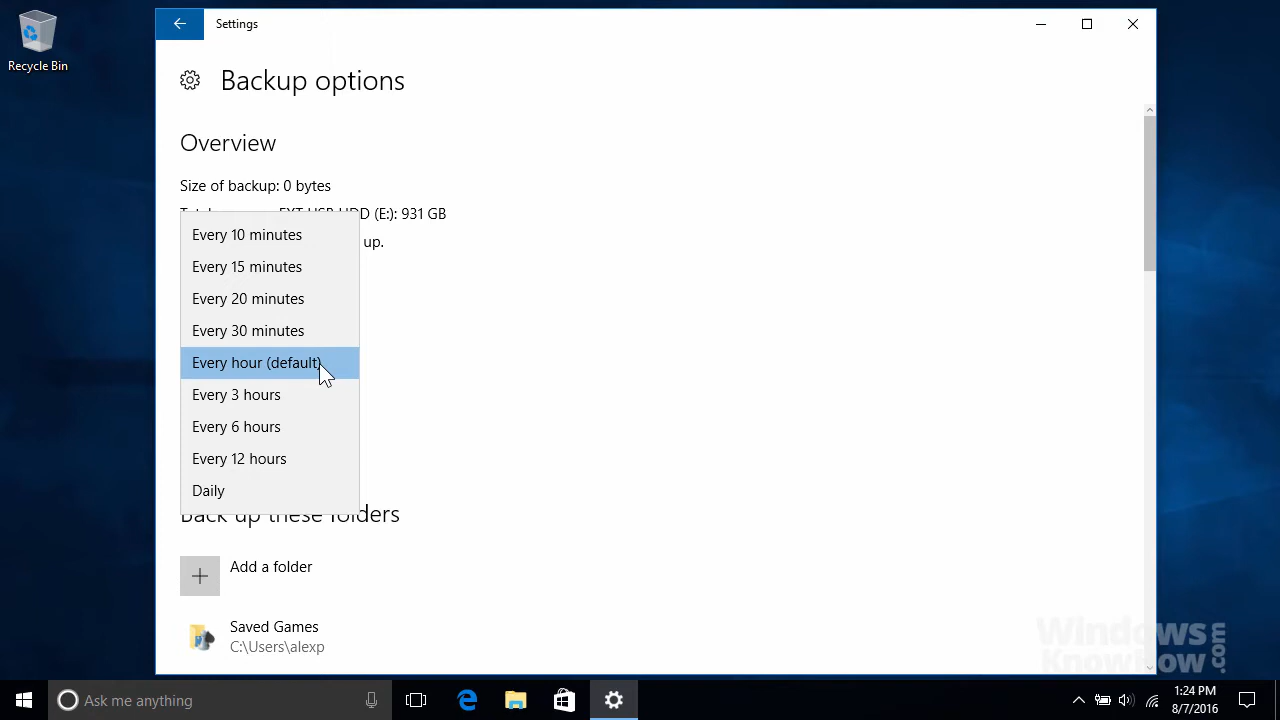 Recycle Bin
Settings
Backup options
Overview
Size of backup: 0 bytes
EXT USB HDD (E:): 931 GB
up.
Every 10 minutes
Every 15 minutes
Every 20 minutes
Every 30 minutes
Every hour (default)
Every 3 hours
Every 6 hours
Every 12 hours
Daily
Back up these folders
Add a folder
Saved Games
C:\Users\alexp
Windows
KnowHow.com
Ask me anything
1:24 PM
8/7/2016